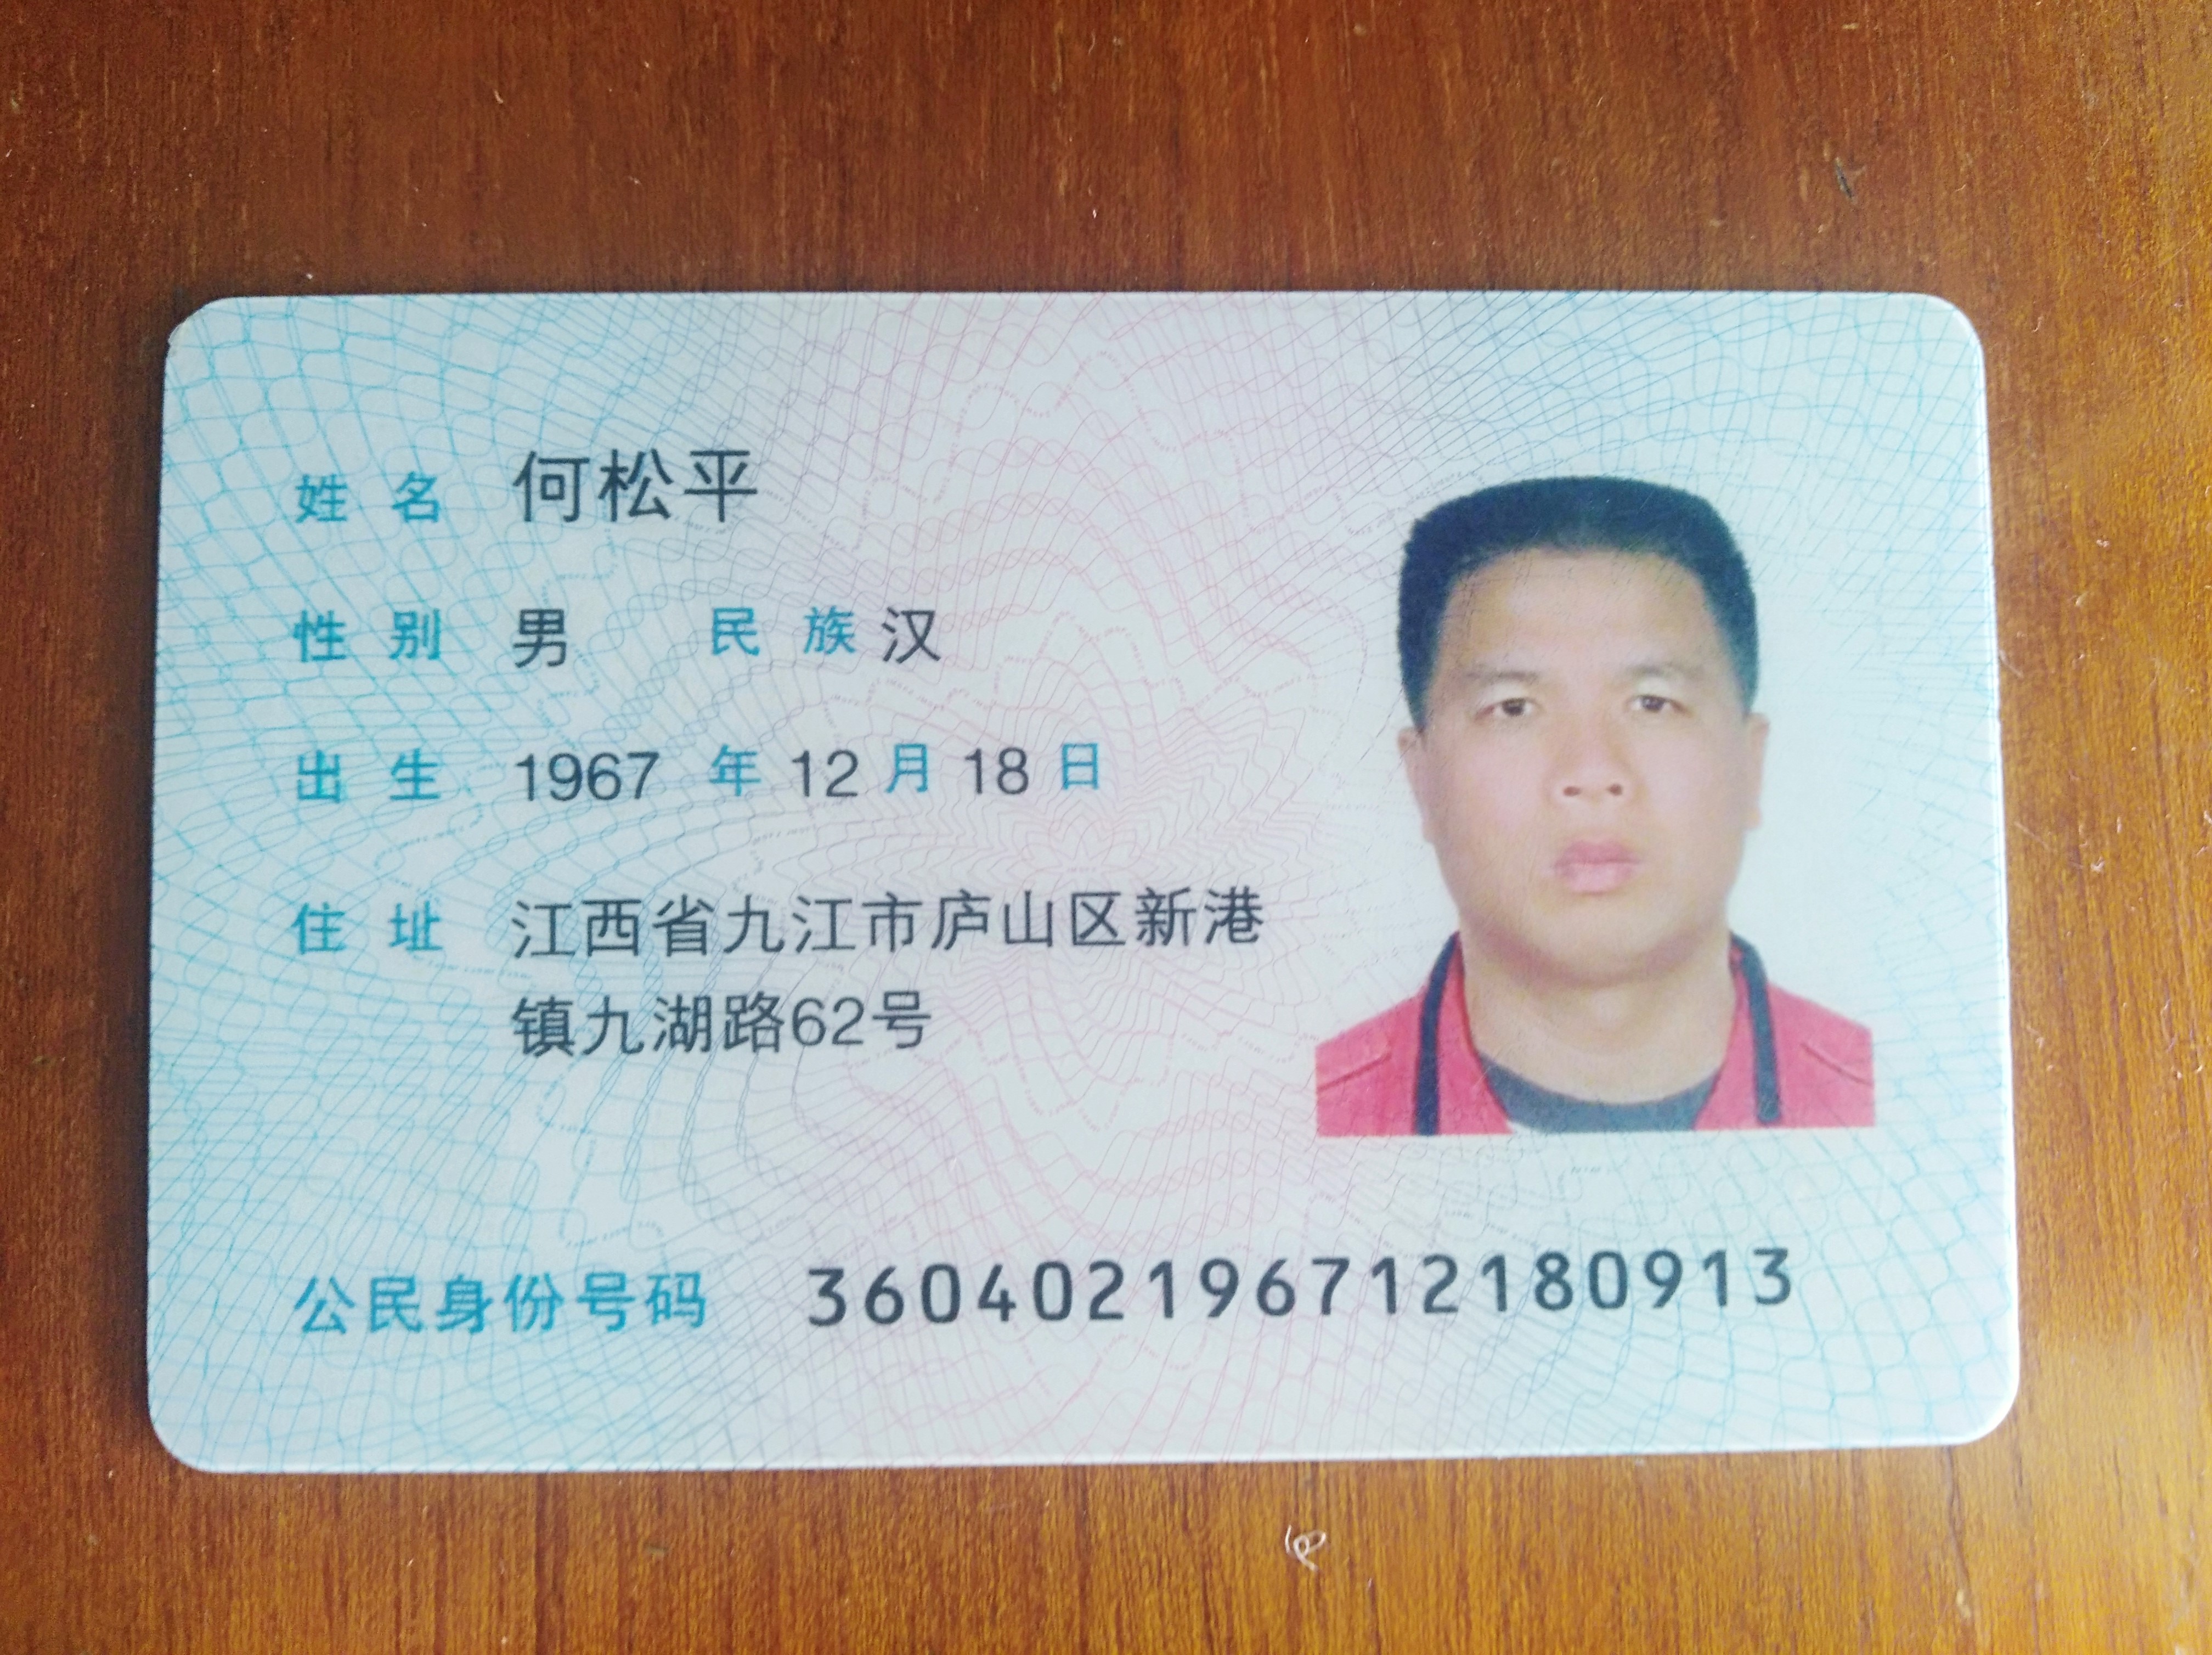 姓名 何松平
性别 男 民族 汉
出生 1967 年 12 月 18 日
住址 江西省九江市庐山区新港
镇九湖路62号
公民身份号码 360402196712180913